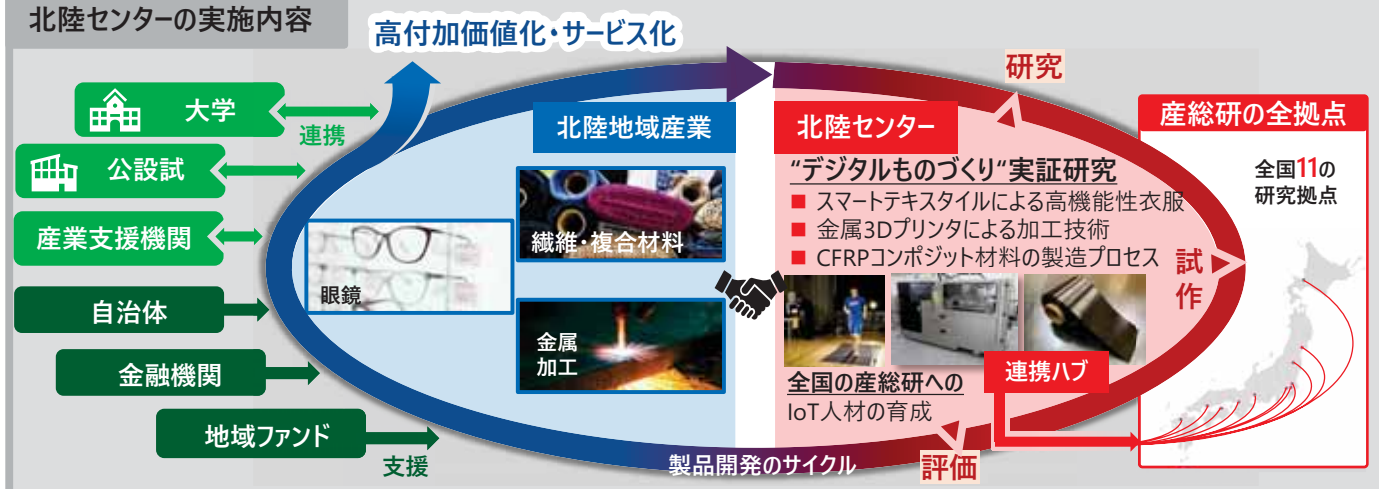 北陸センターの実施内容
高付加価値化・サービス化
大学
連携
公設試
産業支援機関
自治体
金融機関
地域ファンド
支援
北陸地域産業
繊維・複合材料
眼鏡
金属
加工
北陸センター
“デジタルものづくり“実証研究
■ スマートテキスタイルによる高機能性衣服
■ 金属3Dプリンタによる加工技術
■ CFRPコンポジット材料の製造プロセス
全国の産総研への
IoT人材の育成
連携ハブ
研究
試
作
評価
製品開発のサイクル
産総研の全拠点
全国11の
研究拠点